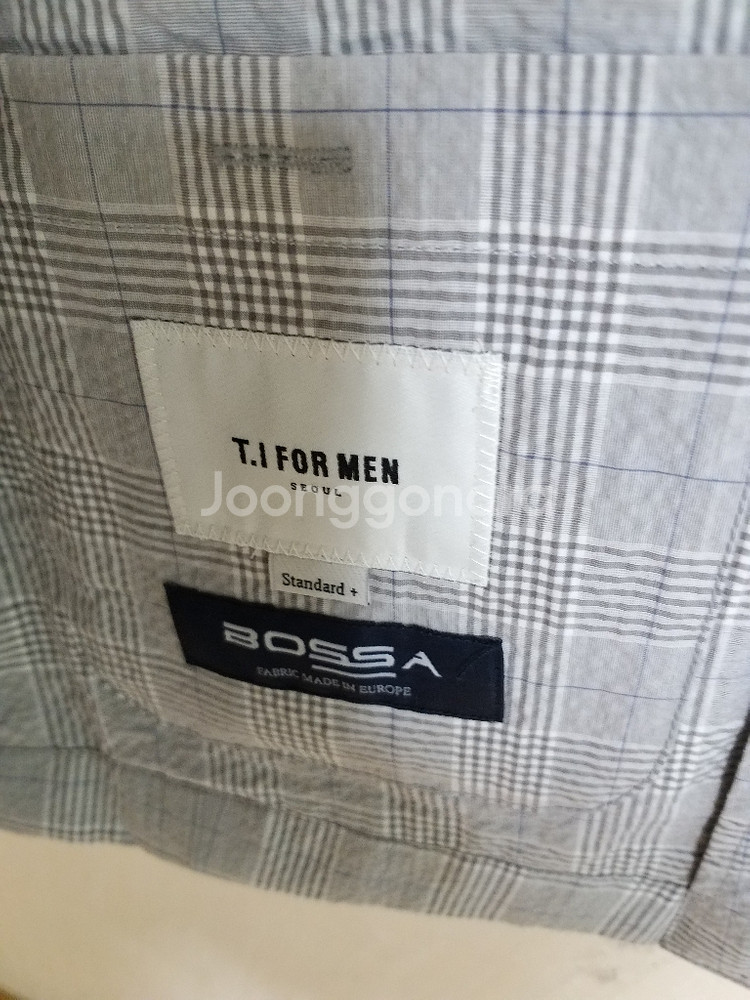 T.I FOR MEN
SEOUL
Joonggonara
Standard +
BOSSA
FABRIC MADE IN EUROPE